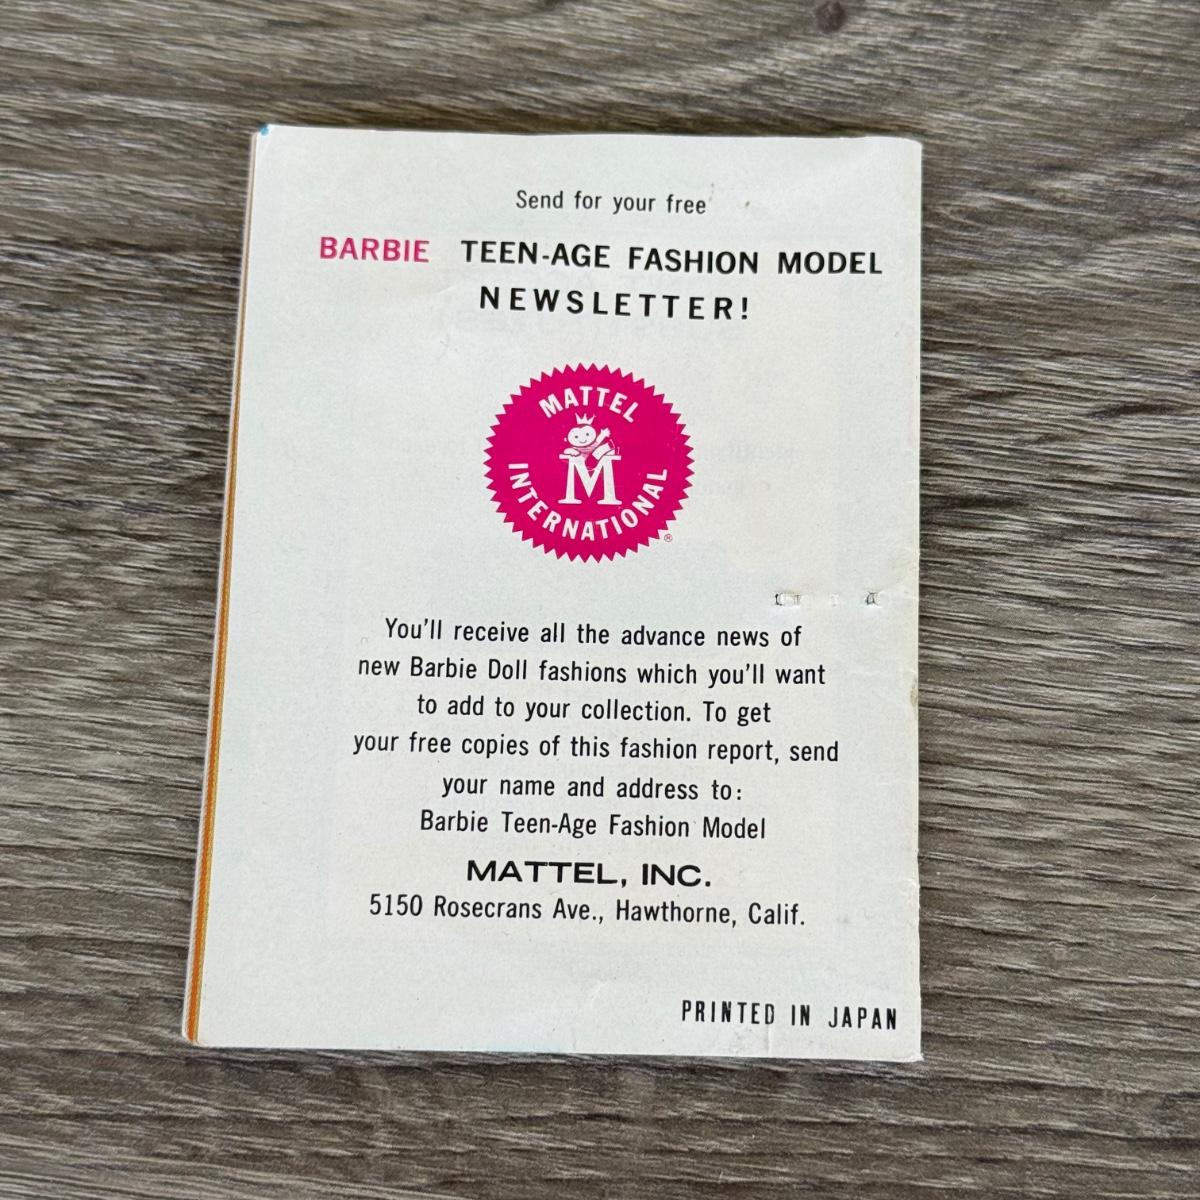 Send for your free
BARBIE TEEN-AGE FASHION MODEL
NEWSLETTER!
MATTEL
M
INTERNATIONAL
®
You'll receive all the advance news of
new Barbie Doll fashions which you'll want
to add to your collection. To get
your free copies of this fashion report, send
your name and address to:
Barbie Teen-Age Fashion Model
MATTEL, INC.
5150 Rosecrans Ave., Hawthorne, Calif.
PRINTED IN JAPAN